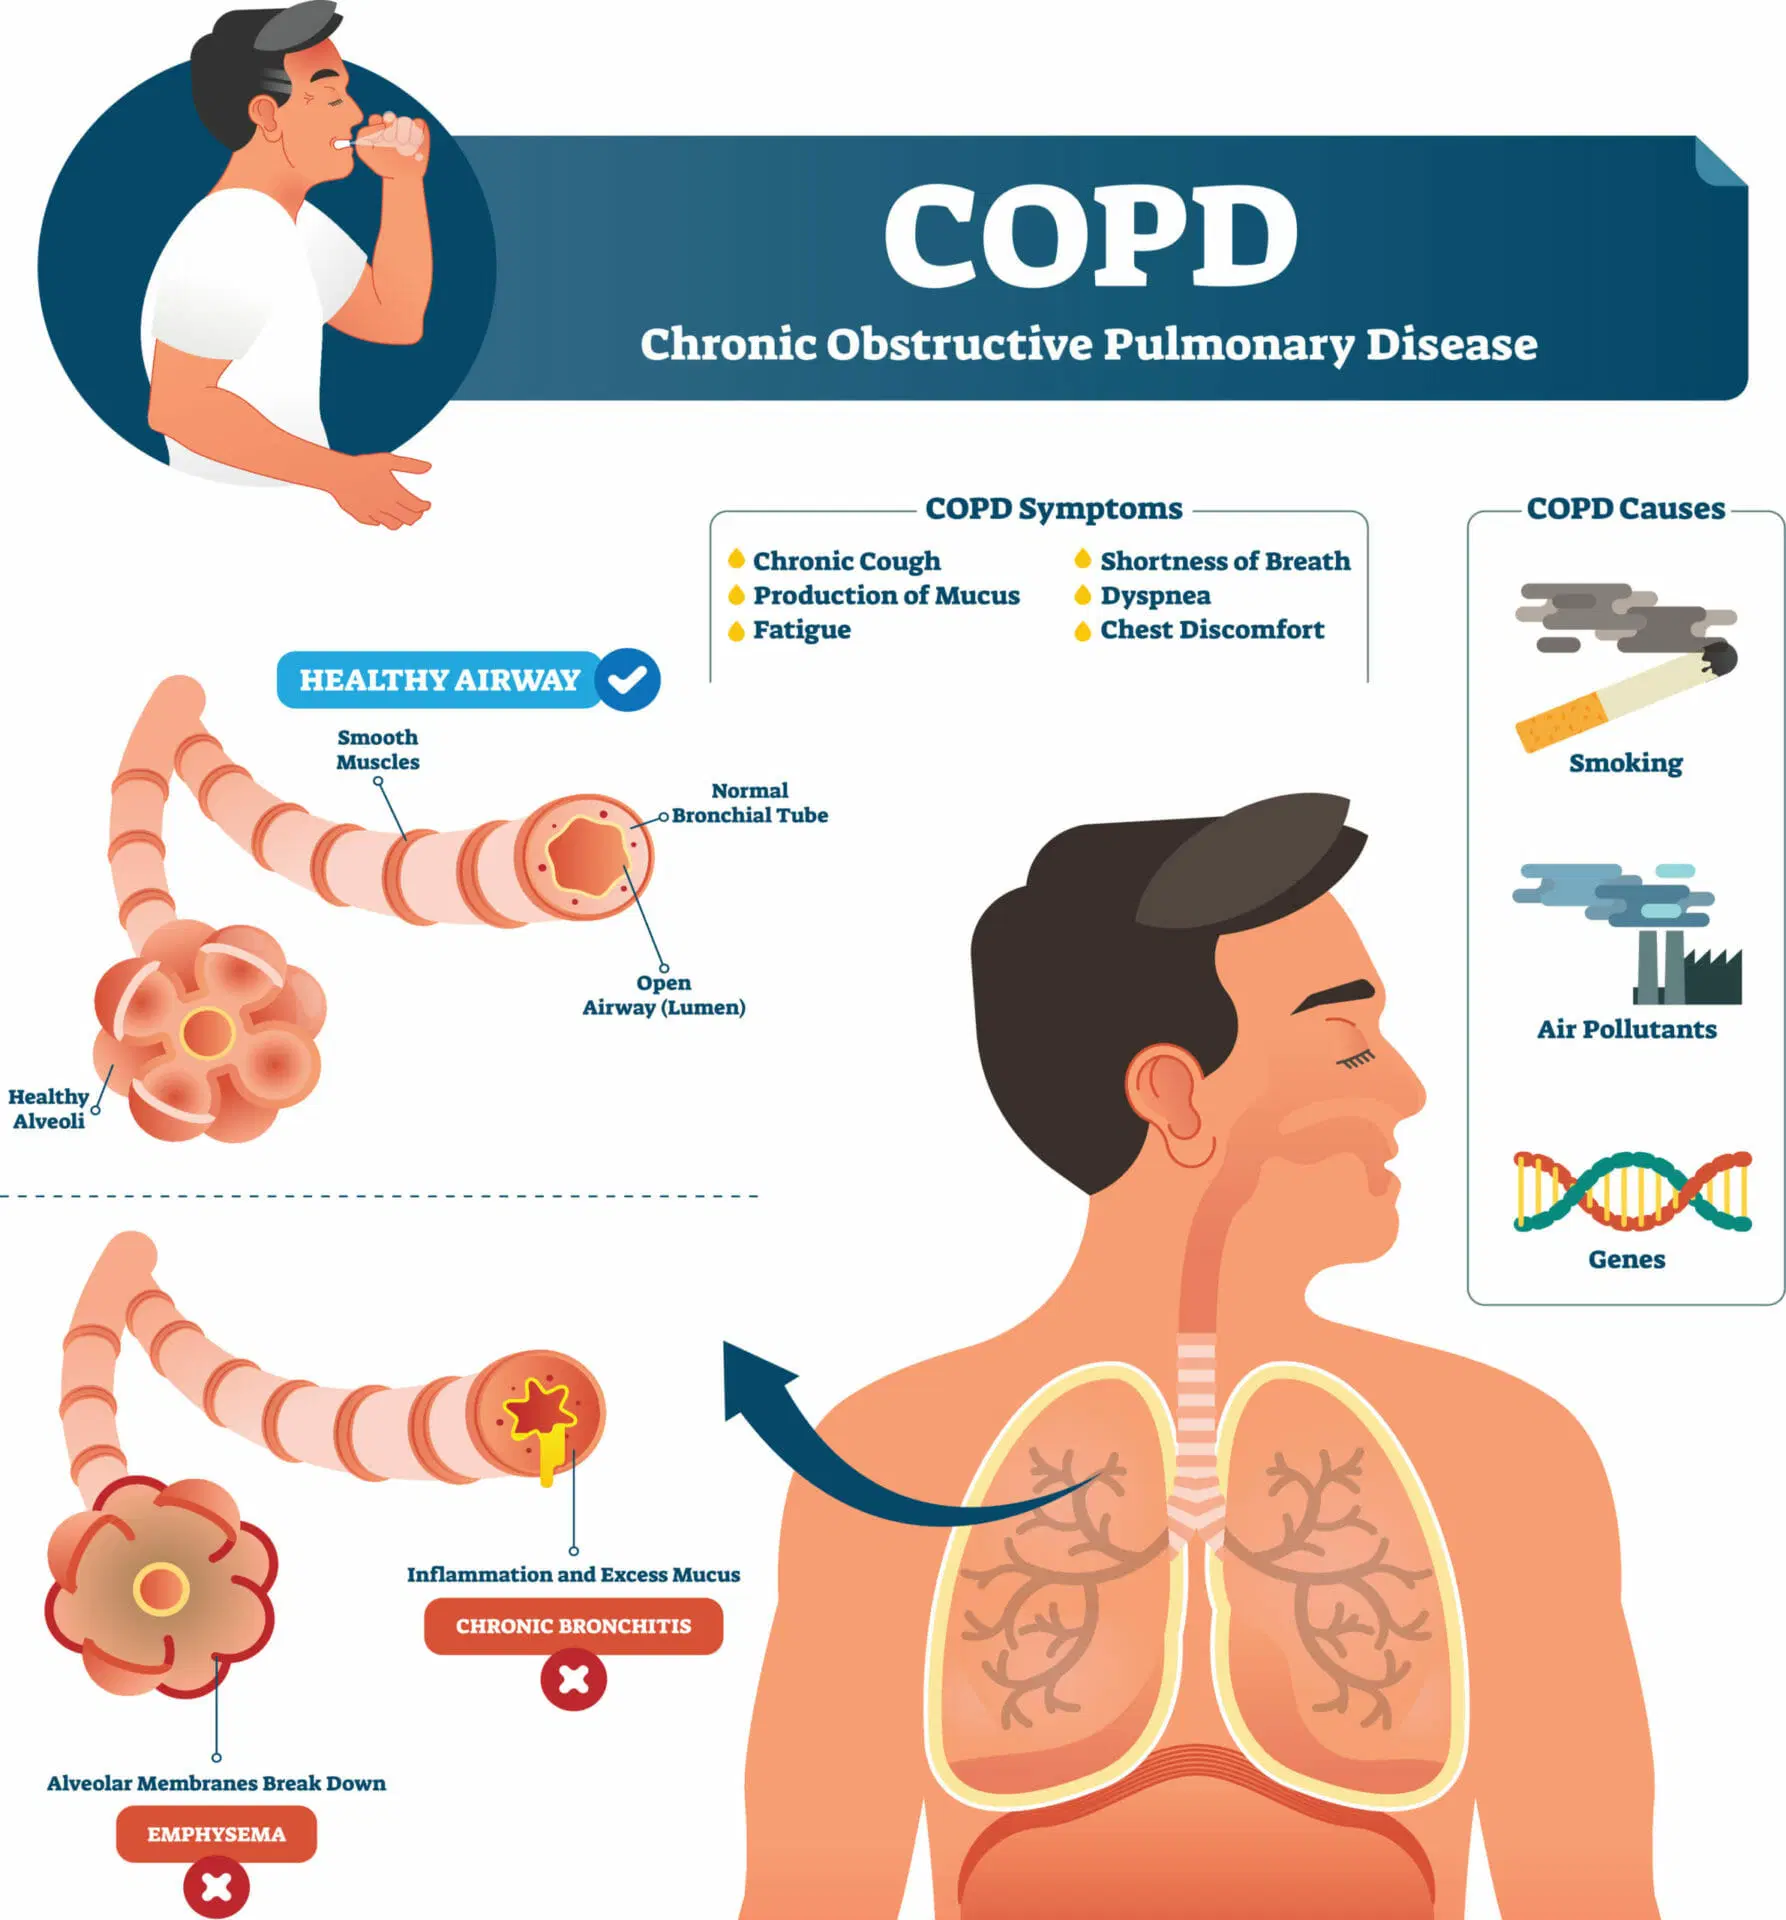 COPD
Chronic Obstructive Pulmonary Disease
COPD Symptoms
Chronic Cough
Production of Mucus
Fatigue
Shortness of Breath
Dyspnea
Chest Discomfort
COPD Causes
Smoking
Air Pollutants
Genes
HEALTHY AIRWAY
Smooth
Muscles
Normal
Bronchial Tube
Open
Airway (Lumen)
Healthy
Alveoli
Inflammation and Excess Mucus
CHRONIC BRONCHITIS
Alveolar Membranes Break Down
EMPHYSEMA